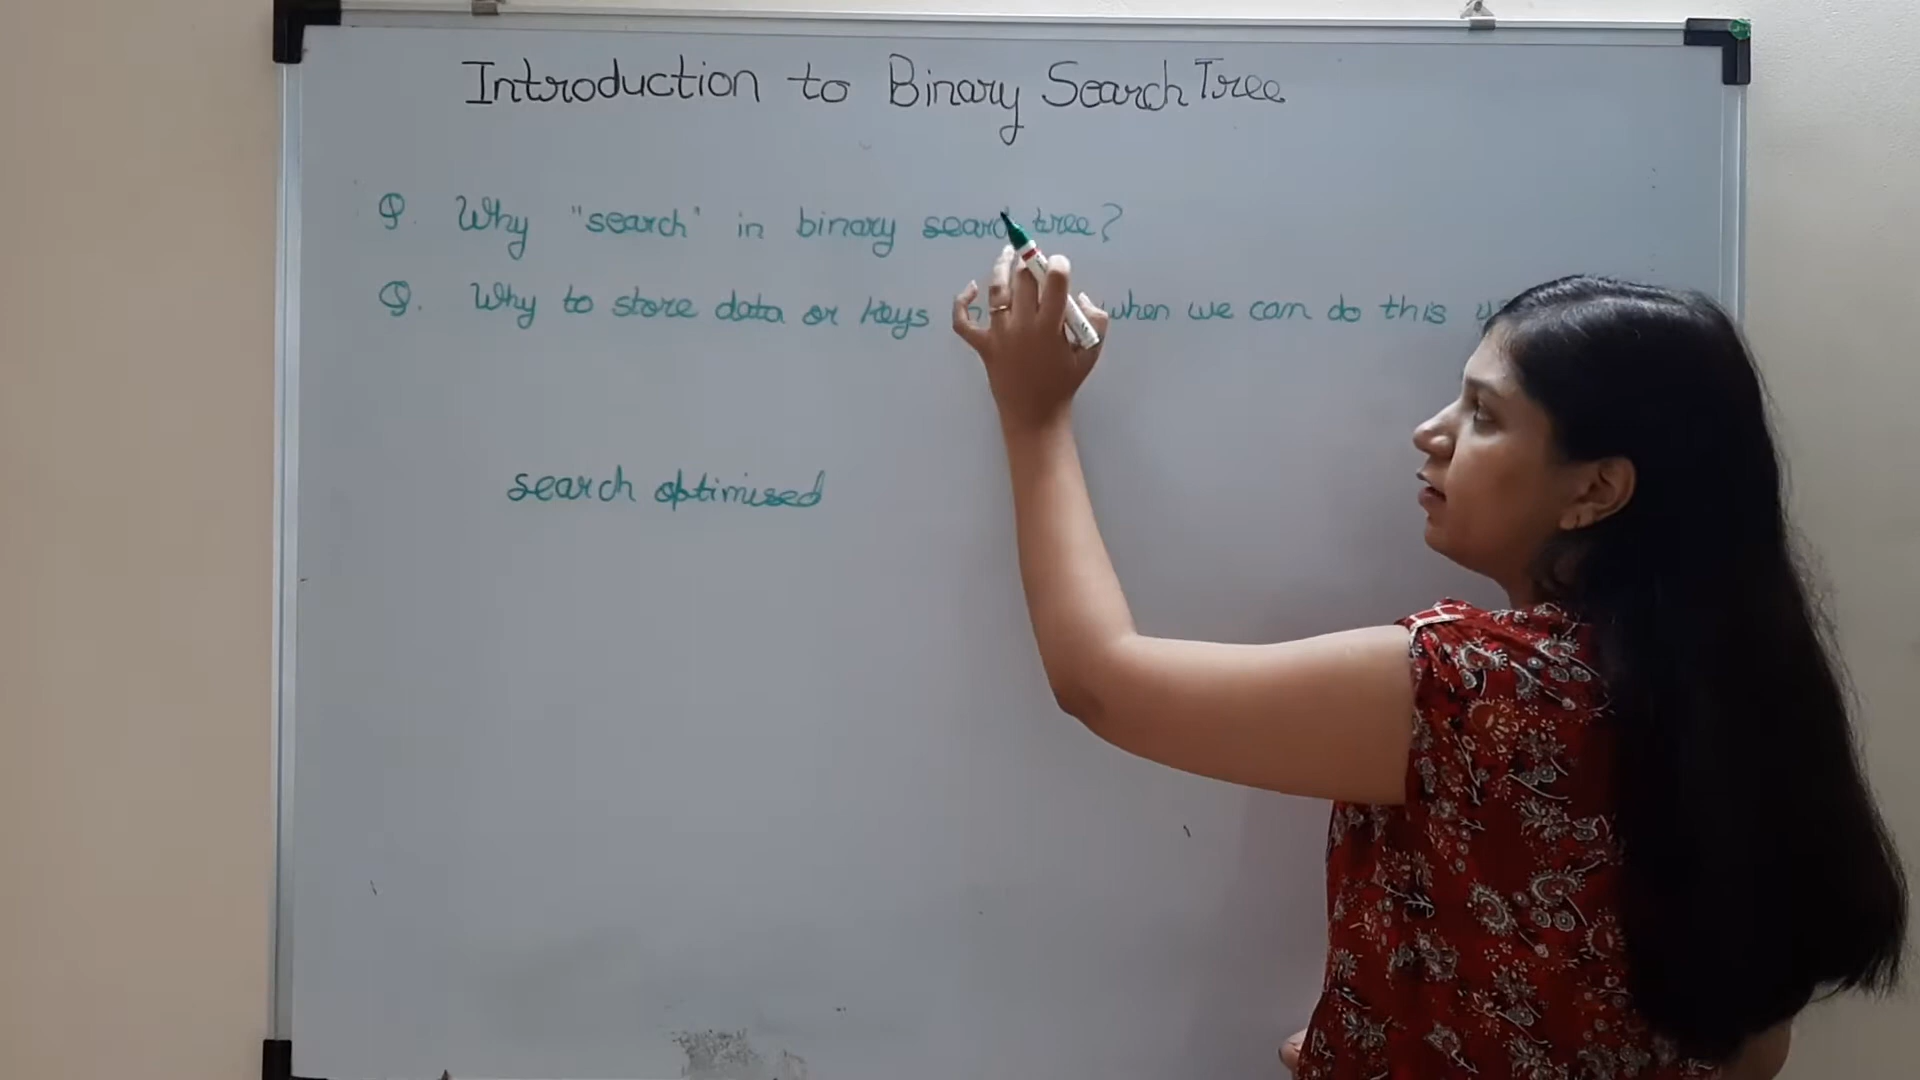 Introduction to Binary Search Tree
Q. Why "search" in binary search tree?
Q. Why to store data or keys when we can do this
search optimised